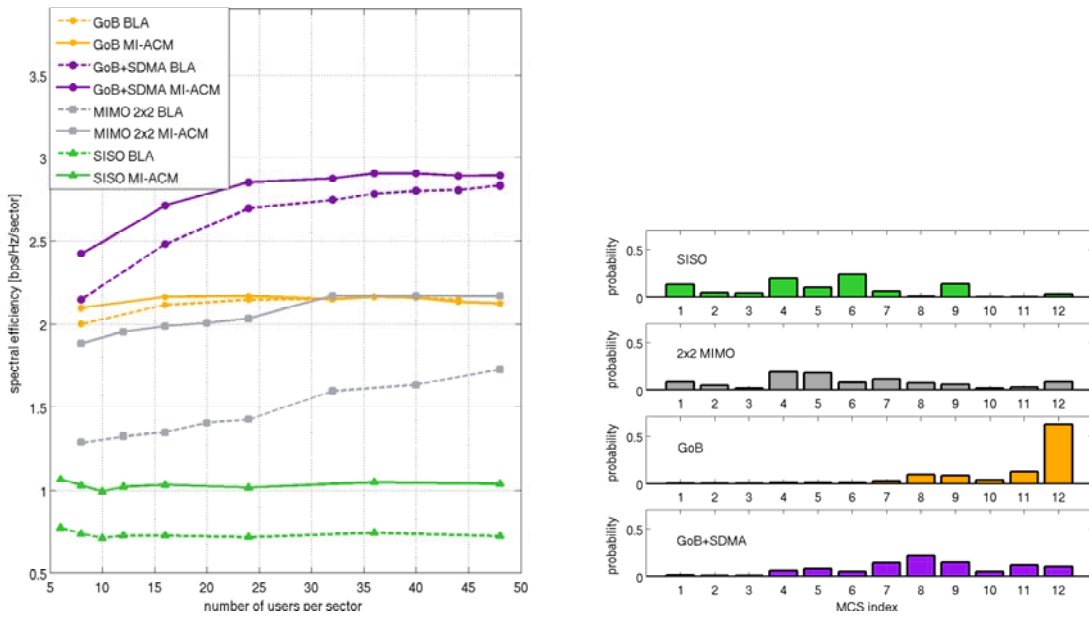 GoB BLA
GoB MI-ACM
GoB+SDMA BLA
GoB+SDMA MI-ACM
MIMO 2x2 BLA
MIMO 2x2 MI-ACM
SISO BLA
SISO MI-ACM
3.5
3
2.5
2
1.5
1
0.5
spectral efficiency [bps/Hz/sector]
5 10 15 20 25 30 35 40 45 50
number of users per sector
probability
0.5
0
SISO
1 2 3 4 5 6 7 8 9 10 11 12
probability
0.5
0
2x2 MIMO
1 2 3 4 5 6 7 8 9 10 11 12
probability
0.5
0
GoB
1 2 3 4 5 6 7 8 9 10 11 12
probability
0.5
0
GoB+SDMA
1 2 3 4 5 6 7 8 9 10 11 12
MCS index